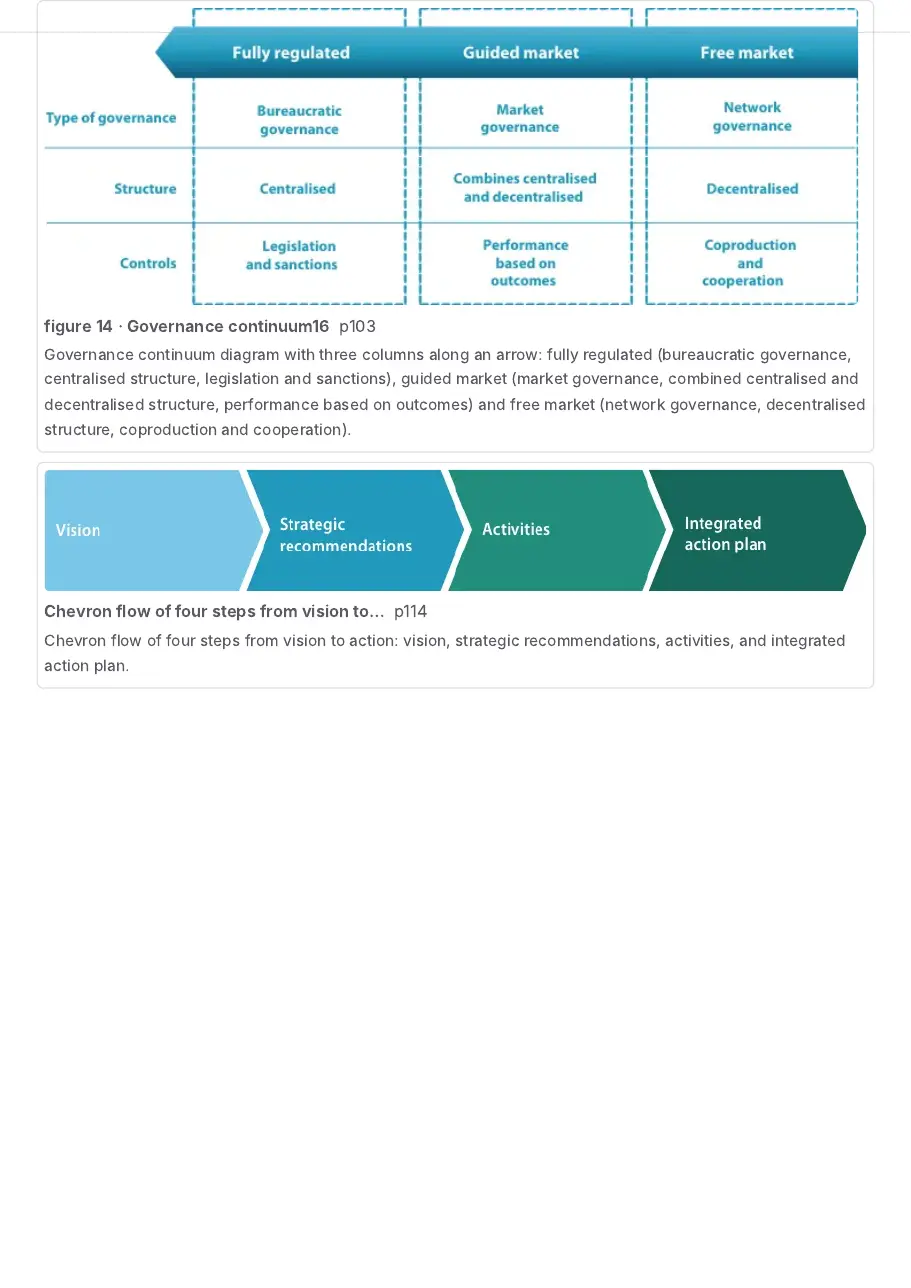 Fully regulated Guided market Free market
Type of governance Bureaucratic governance Market governance Network governance
Structure Centralised Combines centralised and decentralised Decentralised
Controls Legislation and sanctions Performance based on outcomes Coproduction and cooperation
figure 14 · Governance continuum16 p103
Governance continuum diagram with three columns along an arrow: fully regulated (bureaucratic governance,
centralised structure, legislation and sanctions), guided market (market governance, combined centralised and
decentralised structure, performance based on outcomes) and free market (network governance, decentralised
structure, coproduction and cooperation).
Vision
Strategic
recommendations
Activities
Integrated
action plan
Chevron flow of four steps from vision to... p114
Chevron flow of four steps from vision to action: vision, strategic recommendations, activities, and integrated
action plan.